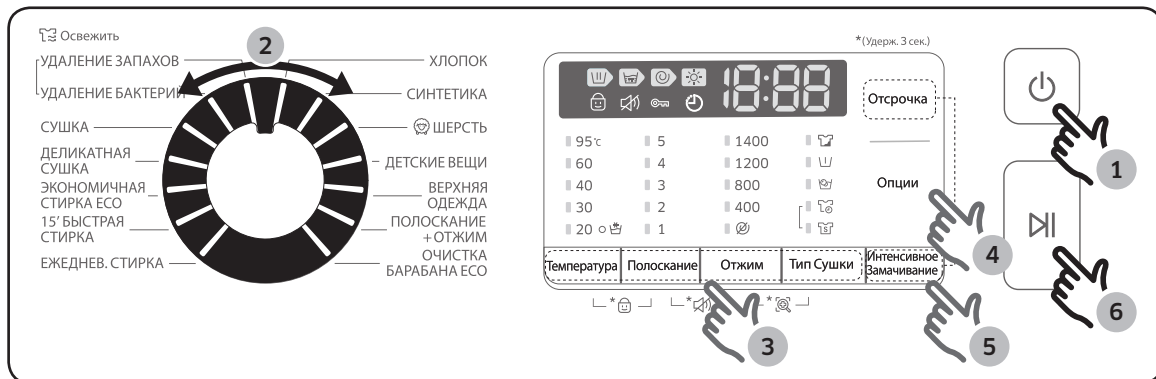 Освежить
УДАЛЕНИЕ ЗАПАХОВ
УДАЛЕНИЕ БАКТЕРИЙ
СУШКА
ДЕЛИКАТНАЯ
СУШКА
ЭКОНОМИЧНАЯ
СТИРКА ECO
15' БЫСТРАЯ
СТИРКА
ЕЖЕДНЕВ. СТИРКА
2
ХЛОПОК
СИНТЕТИКА
ШЕРСТЬ
ДЕТСКИЕ ВЕЩИ
ВЕРХНЯЯ
ОДЕЖДА
ПОЛОСКАНИЕ
+ОТЖИМ
ОЧИСТКА
БАРАБАНА ECO
*(Удерж. 3 сек.)
18:88
95℃ 5 1400
60 4 1200
40 3 800
30 2 400
20 1
Отсрочка
Опции
Температура Полоскание Отжим Тип Сушки Интенсивное
Замачивание
* * *
1
3
4
5
6